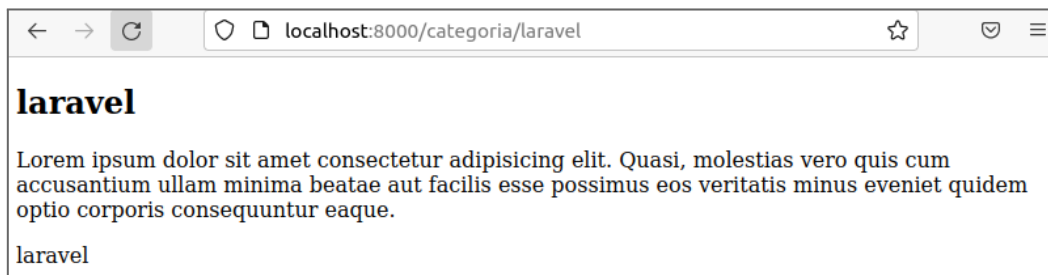 localhost:8000/categoria/laravel
laravel
Lorem ipsum dolor sit amet consectetur adipisicing elit. Quasi, molestias vero quis cum
accusantium ullam minima beatae aut facilis esse possimus eos veritatis minus eveniet quidem
optio corporis consequuntur eaque.
laravel